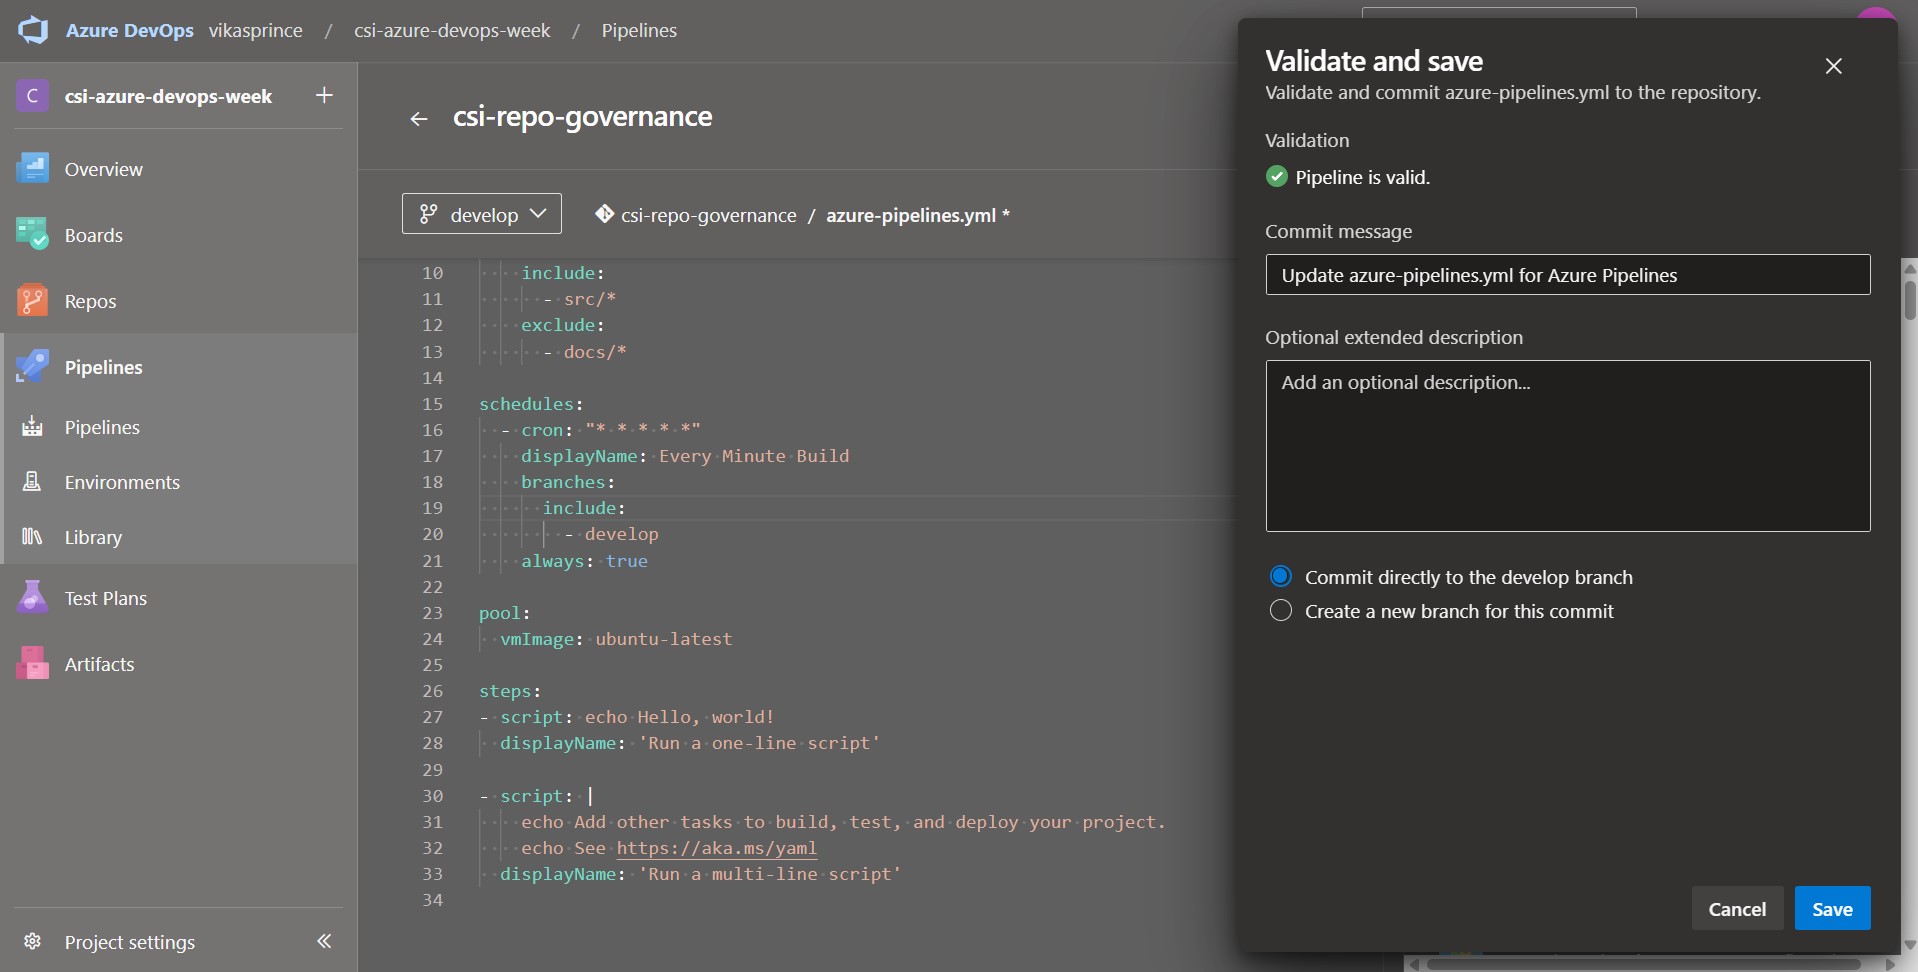 Azure DevOps vikasprince / csi-azure-devops-week / Pipelines
C csi-azure-devops-week +
Overview
Boards
Repos
Pipelines
Pipelines
Environments
Library
Test Plans
Artifacts
Project settings
csi-repo-governance
develop csi-repo-governance / azure-pipelines.yml *
10 include:
11 - src/*
12 exclude:
13 - docs/*
14
15 schedules:
16 - cron: "* * * * *"
17 displayName: Every Minute Build
18 branches:
19 include:
20 - develop
21 always: true
22
23 pool:
24 vmImage: ubuntu-latest
25
26 steps:
27 - script: echo Hello, world!
28 displayName: 'Run a one-line script'
29
30 - script: |
31 echo Add other tasks to build, test, and deploy your project.
32 echo See https://aka.ms/yaml
33 displayName: 'Run a multi-line script'
34
Validate and save
Validate and commit azure-pipelines.yml to the repository.
Validation
Pipeline is valid.
Commit message
Update azure-pipelines.yml for Azure Pipelines
Optional extended description
Add an optional description...
Commit directly to the develop branch
Create a new branch for this commit
Cancel Save